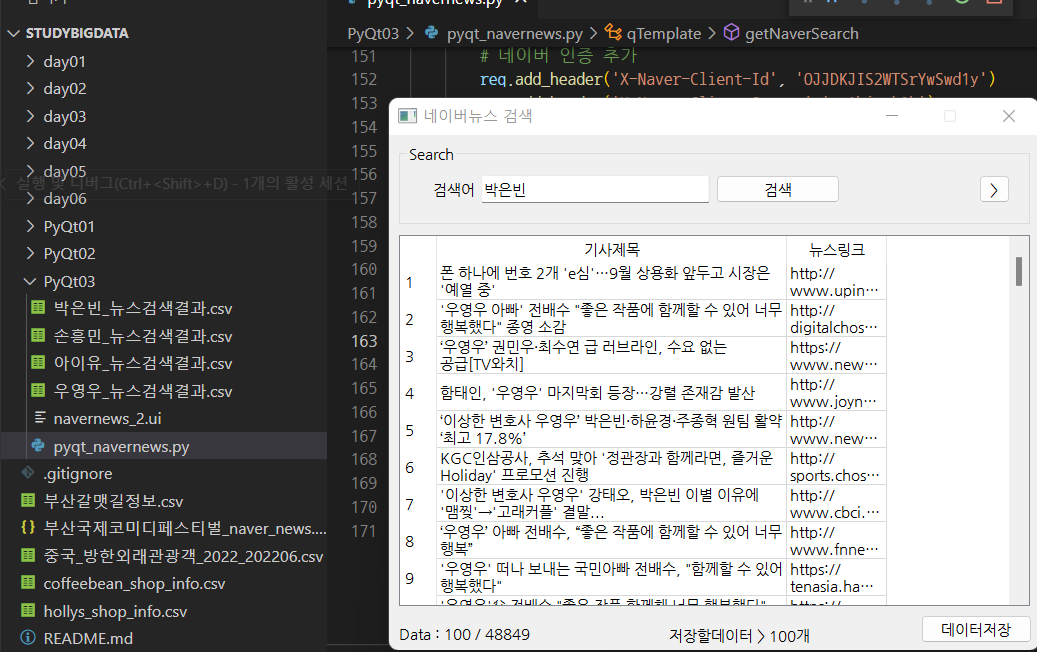 pyqt_navernews.py
STUDYBIGDATA
day01
day02
day03
day04
day05
실행 및 디버그(Ctrl+<Shift>+D) - 1개의 활성 세션
day06
PyQt01
PyQt02
PyQt03
박은빈_뉴스검색결과.csv
손흥민_뉴스검색결과.csv
아이유_뉴스검색결과.csv
우영우_뉴스검색결과.csv
navernews_2.ui
pyqt_navernews.py
.gitignore
부산갈맷길정보.csv
부산국제코미디페스티벌_naver_news....
중국_방한외래관광객_2022_202206.csv
coffeebean_shop_info.csv
hollys_shop_info.csv
README.md
PyQt03 > pyqt_navernews.py > qTemplate > getNaverSearch
151 # 네이버 인증 추가
152 req.add_header('X-Naver-Client-Id', 'OJJDKJIS2WTSrYwSwd1y')
153
154
155
156
157
158
159
160
161
162
163
164
165
166
167
168
169
170
171
네이버뉴스 검색
Search
검색어 박은빈 검색 >
기사제목 뉴스링크
1 폰 하나에 번호 2개 'e심'…9월 상용화 앞두고 시장은 http://
'예열 중' www.upin…
2 '우영우 아빠' 전배수 "좋은 작품에 함께할 수 있어 너무 http://
행복했다" 종영 소감 digitalchos…
3 ‘우영우’ 권민우·최수연 급 러브라인, 수요 없는 https://
공급[TV와치] www.new…
4 함태인, '우영우' 마지막회 등장…강렬 존재감 발산 http://
www.joyn…
5 ‘이상한 변호사 우영우’ 박은빈·하윤경·주종혁 원팀 활약 http://
‘최고 17.8%’ www.new…
6 KGC인삼공사, 추석 맞아 '정관장과 함께라면, 즐거운 http://
Holiday' 프로모션 진행 sports.chos…
7 '이상한 변호사 우영우' 강태오, 박은빈 이별 이유에 http://
'맴찢'→'고래커플' 결말... www.cbci.…
8 ‘우영우’ 아빠 전배수, “좋은 작품에 함께할 수 있어 너무 http://
행복” www.fnne…
9 '우영우' 떠나 보내는 국민아빠 전배수, "함께할 수 있어 https://
행복했다" tenasia.ha…
Data : 100 / 48849 저장할데이터 > 100개 데이터저장